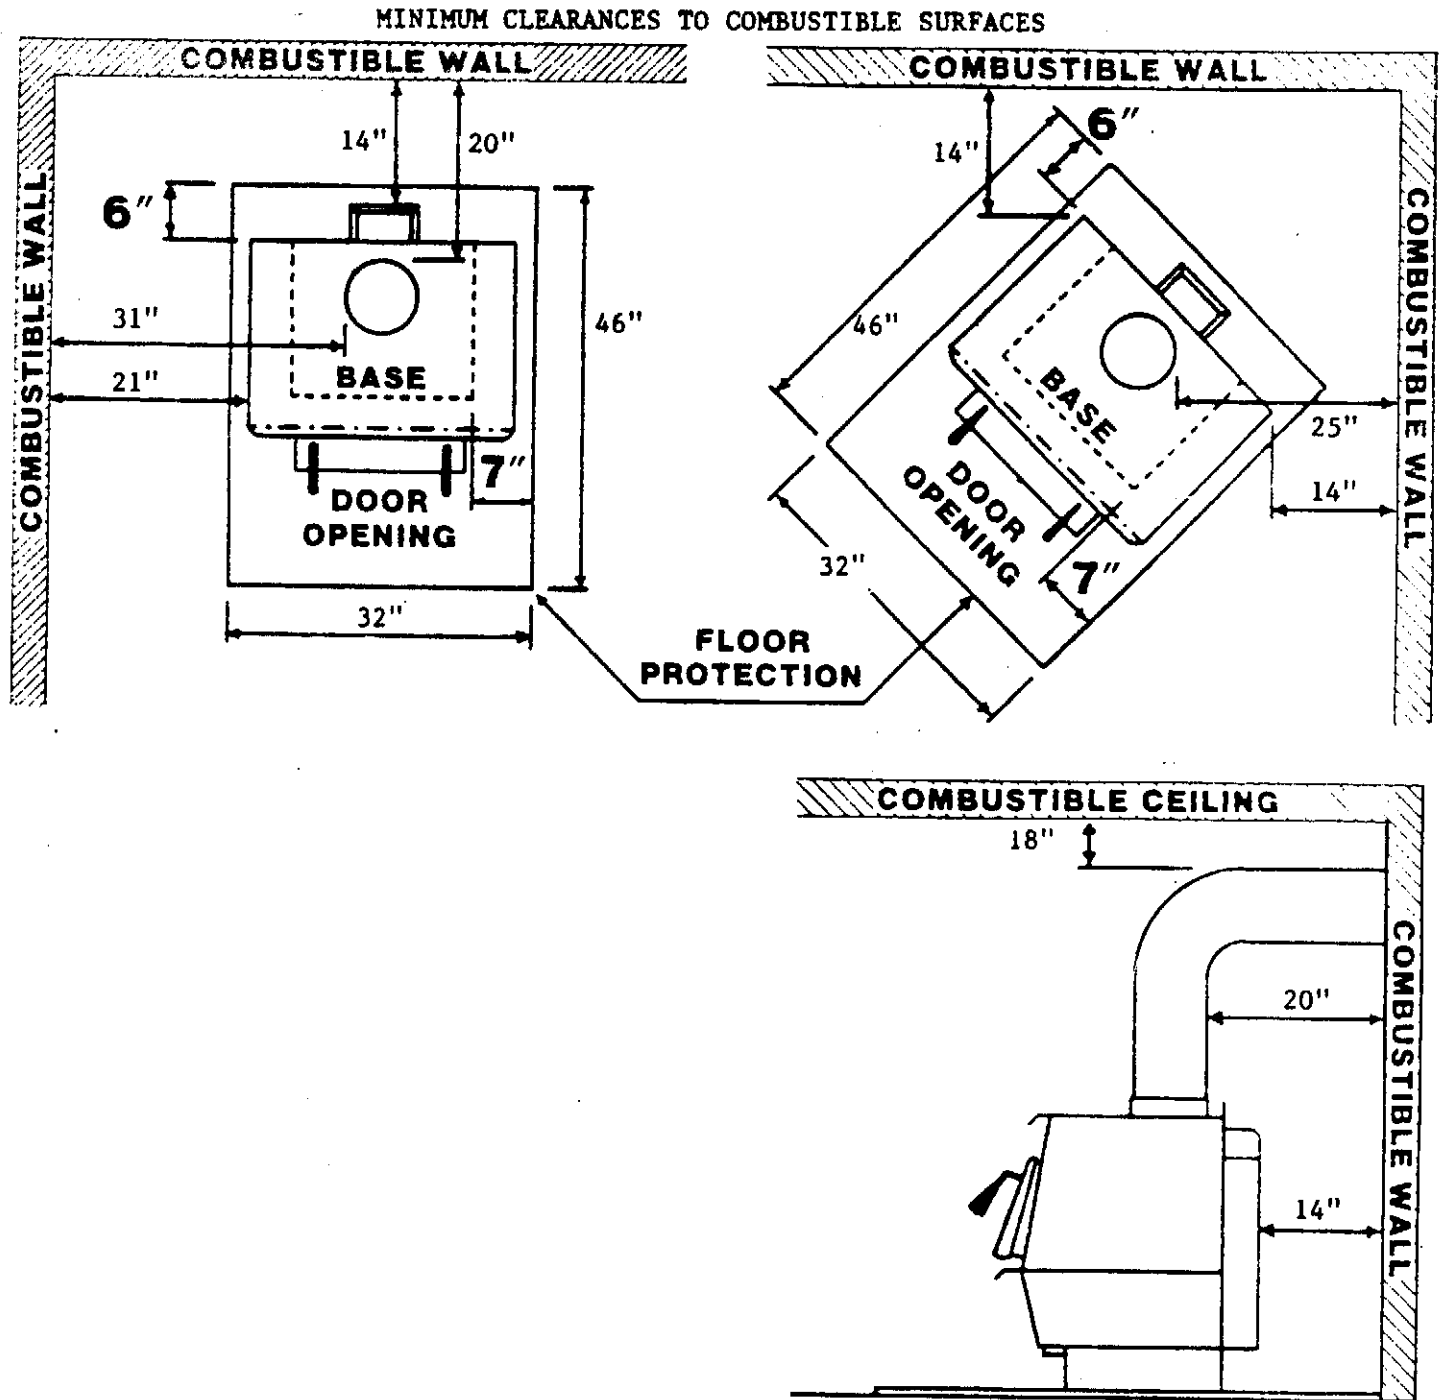 MINIMUM CLEARANCES TO COMBUSTIBLE SURFACES
COMBUSTIBLE WALL
COMBUSTIBLE WALL
14"
20"
6"
31"
21"
46"
BASE
7"
DOOR
OPENING
32"
COMBUSTIBLE WALL
COMBUSTIBLE WALL
6"
14"
46"
BASE
25"
14"
DOOR
OPENING
32"
7"
FLOOR
PROTECTION
COMBUSTIBLE CEILING
18"
COMBUSTIBLE WALL
20"
14"